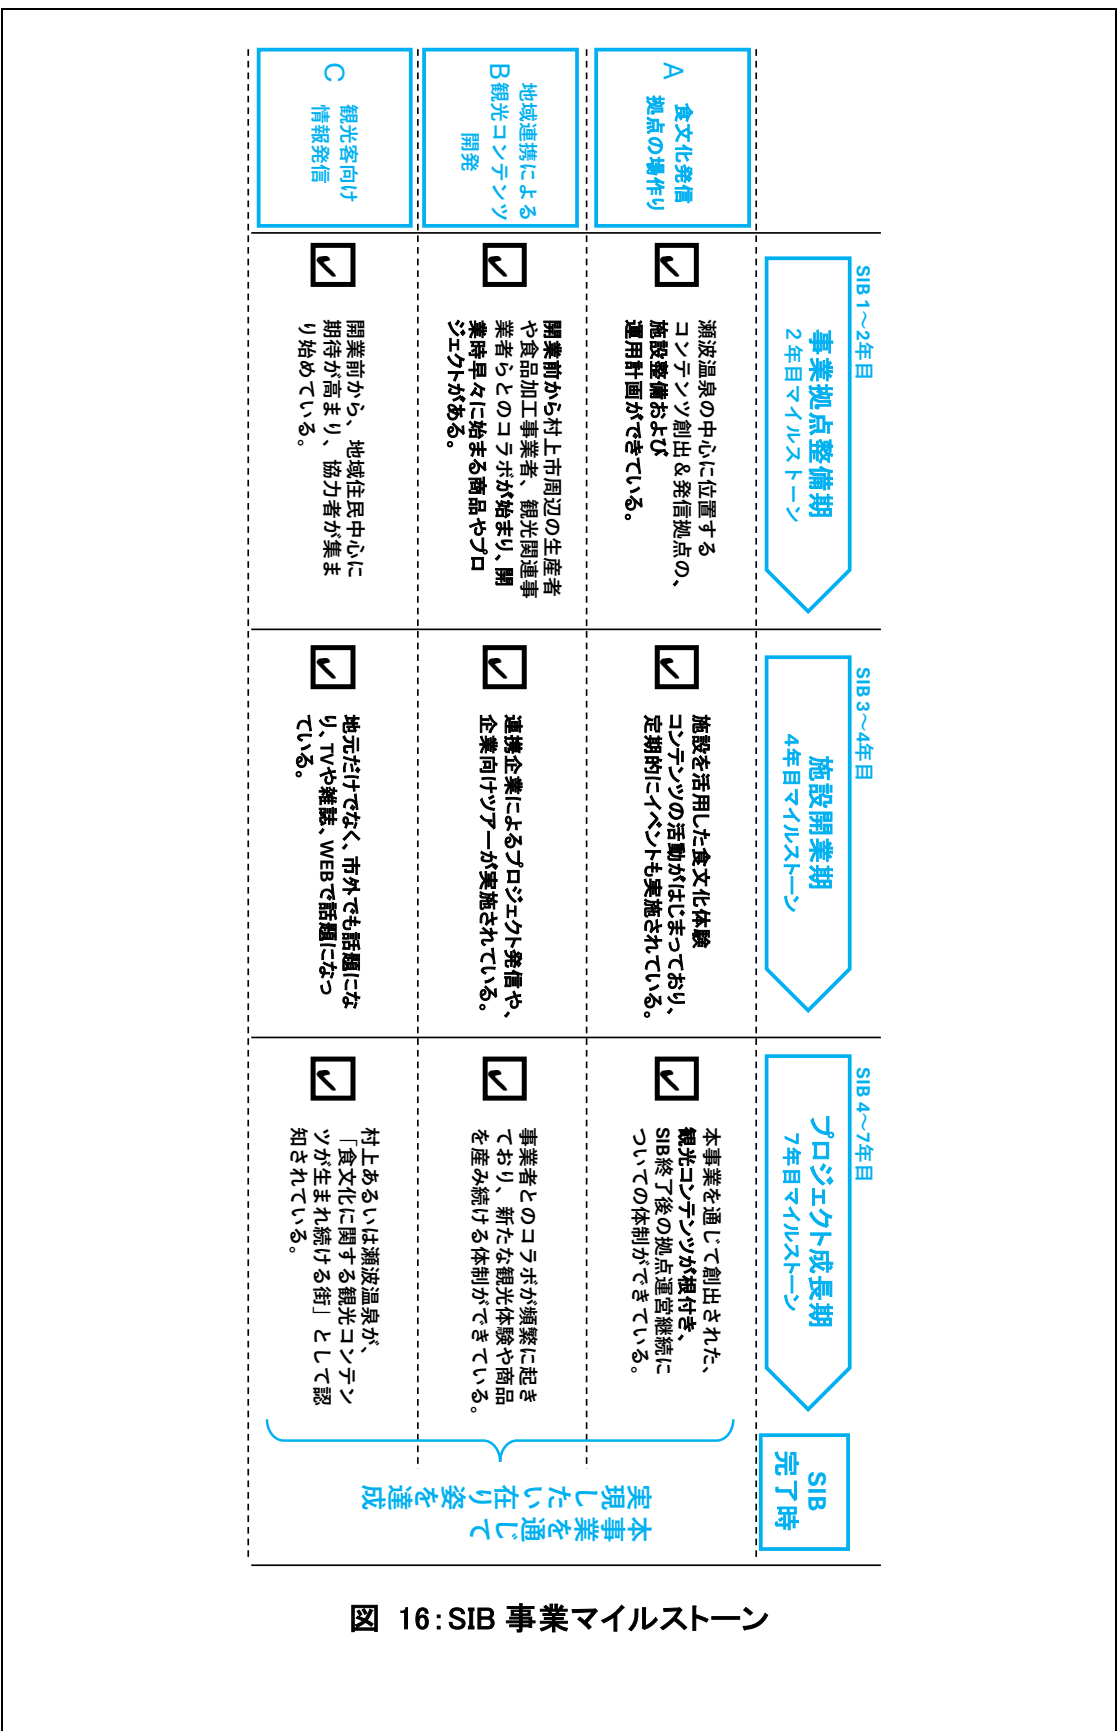 SIB 1～2年目
事業拠点整備期
2年目マイルストーン
SIB 3～4年目
施設開業期
4年目マイルストーン
SIB 4～7年目
プロジェクト成長期
7年目マイルストーン
SIB
完了時
A
食文化発信
拠点の場作り
瀬波温泉の中心に位置する
コンテンツ創出&発信拠点の、
施設整備および
運用計画ができている。
施設を活用した食文化体験
コンテンツの活動がはじまっており、
定期的にイベントも実施されている。
本事業を通じて創出された、
観光コンテンツが根付き、
SIB終了後の拠点運営継続に
ついての体制ができている。
地域連携による
B観光コンテンツ
開発
開業前から村上市周辺の生産者
や食品加工事業者、観光関連事
業者らとのコラボが始まり、開
業時早々に始まる商品やプロ
ジェクトがある。
連携企業によるプロジェクト発信や、
企業向けツアーが実施されている。
事業者とのコラボが頻繁に起き
ており、新たな観光体験や商品
を産み続ける体制ができている。
C
観光客向け
情報発信
開業前から、地域住民中心に
期待が高まり、協力者が集ま
り始めている。
地元だけでなく、市外でも話題にな
り、TVや雑誌、WEBで話題になっ
ている。
村上あるいは瀬波温泉が、
「食文化に関する観光コンテン
ツが生まれ続ける街」として認
知されている。
本事業を通じて
実現したい在り姿を達成
図 16:SIB 事業マイルストーン